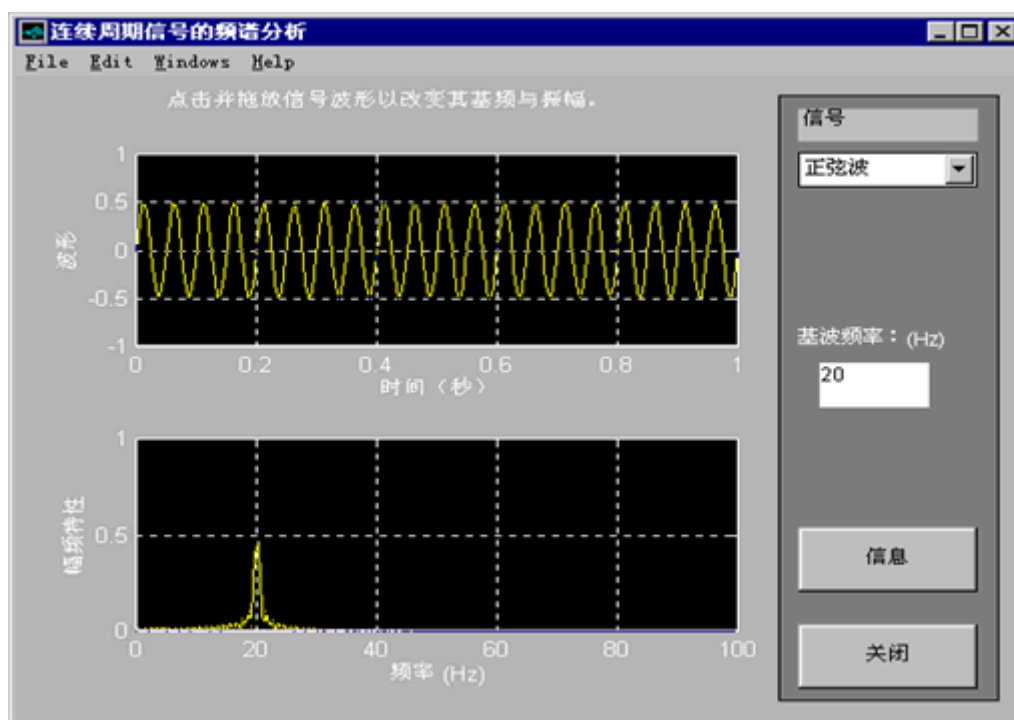 连续周期信号的频谱分析
File Edit Windows Help
点击并拖放信号波形以改变其基频与振幅.
1
0.5
0
-0.5
-1
波形
0 0.2 0.4 0.6 0.8 1
时间（秒）
1
0.5
0
幅频特性
0 20 40 60 80 100
频率 (Hz)
信号
正弦波
基波频率：(Hz)
20
信息
关闭